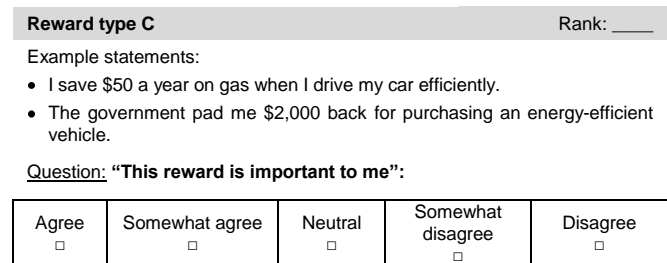 Reward type C Rank: ____
Example statements:
• I save $50 a year on gas when I drive my car efficiently.
• The government pad me $2,000 back for purchasing an energy-efficient
vehicle.
Question: “This reward is important to me”:
Agree Somewhat agree Neutral Somewhat disagree Disagree
□ □ □ □ □